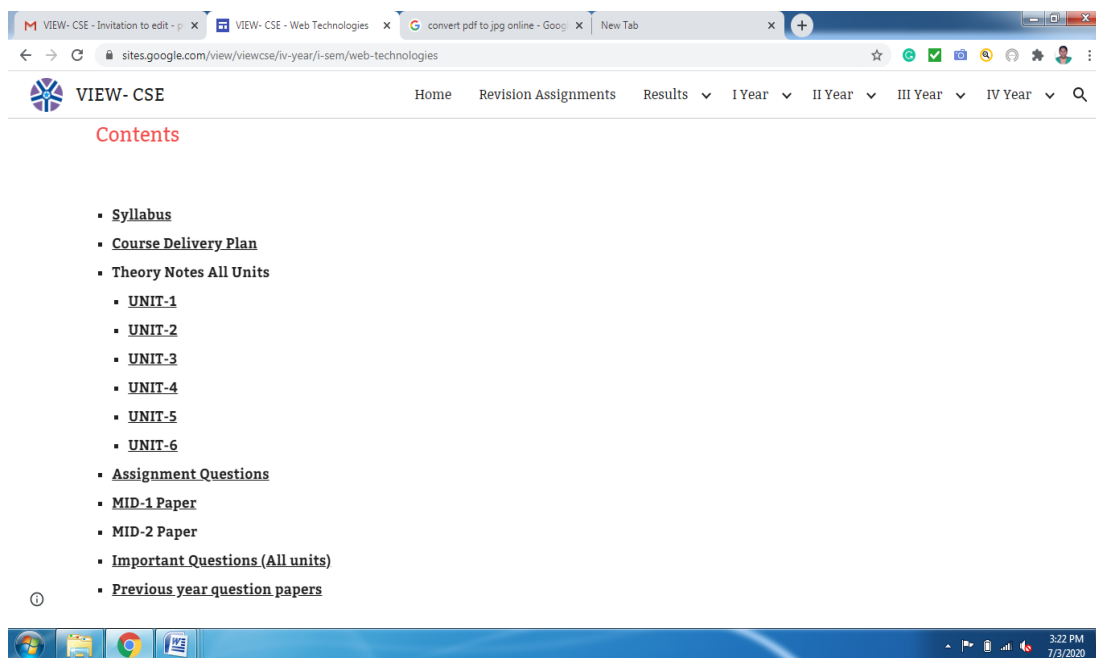 VIEW- CSE - Invitation to edit - p
VIEW- CSE - Web Technologies
convert pdf to jpg online - Goog
New Tab
sites.google.com/view/viewcse/iv-year/i-sem/web-technologies
VIEW- CSE Home Revision Assignments Results I Year II Year III Year IV Year
Contents
Syllabus
Course Delivery Plan
Theory Notes All Units
UNIT-1
UNIT-2
UNIT-3
UNIT-4
UNIT-5
UNIT-6
Assignment Questions
MID-1 Paper
MID-2 Paper
Important Questions (All units)
Previous year question papers
3:22 PM
7/3/2020